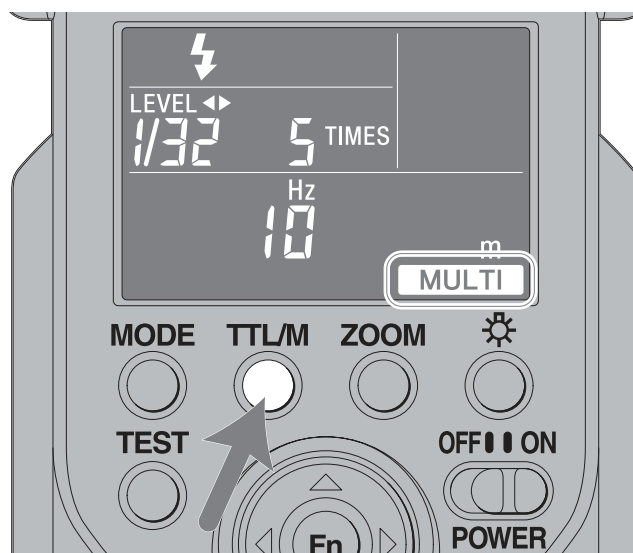 LEVEL
1/32 5 TIMES
Hz
10
m
MULTI
MODE TTL/M ZOOM
TEST OFF ON
Fn POWER